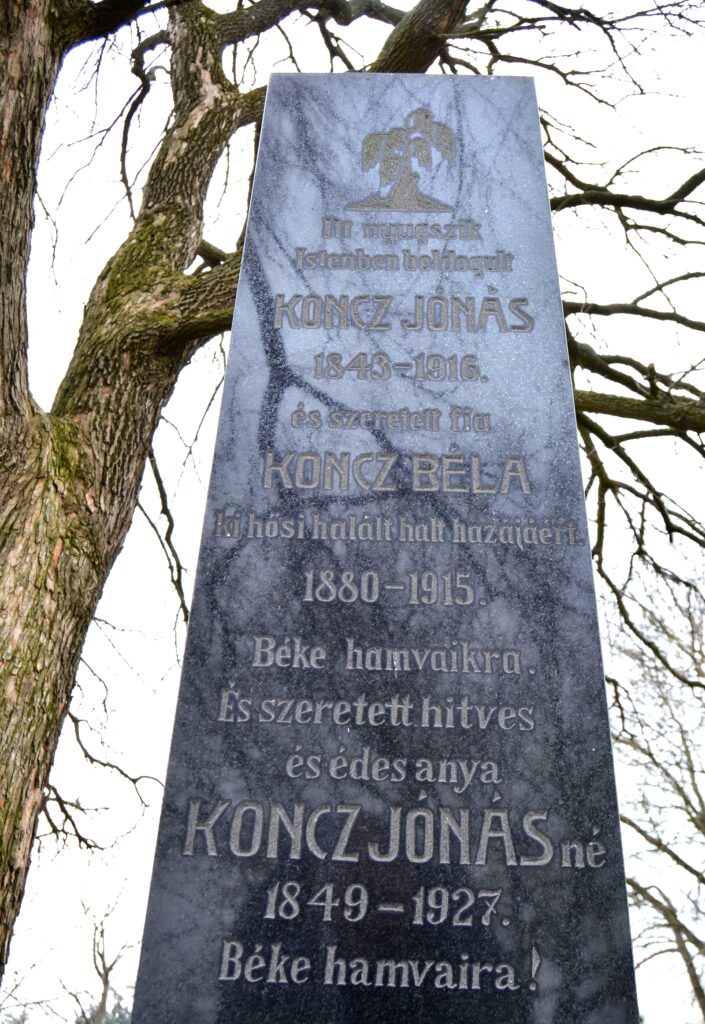 Itt nyugszik
Istenben boldogult
KONCZ JÓNÁS
1843-1916.
és szeretett fia
KONCZ BÉLA
ki hősi halált halt hazájáért.
1880-1915.
Béke hamvaikra.
És szeretett hitves
és édes anya
KONCZ JÓNÁSné
1849-1927.
Béke hamvaira!